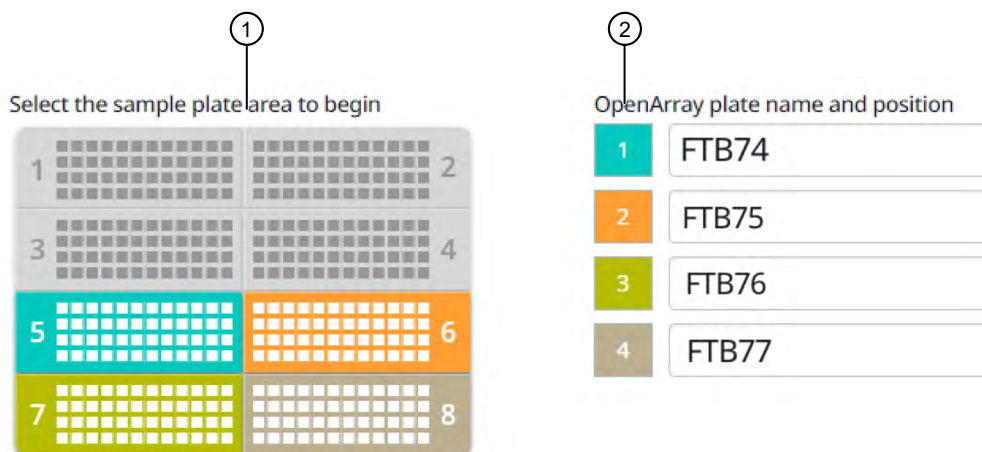 1
2
Select the sample plate area to begin
OpenArray plate name and position
1
2
3
4
5
6
7
8
1 FTB74
2 FTB75
3 FTB76
4 FTB77